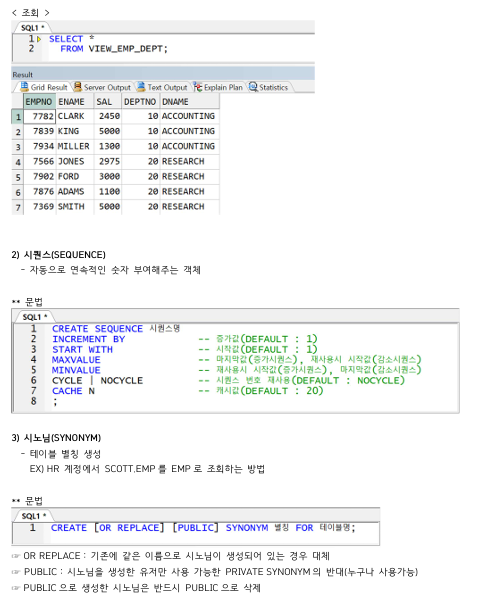 < 조회 >
SQL1 *
1 SELECT *
2 FROM VIEW_EMP_DEPT;
Result
Grid Result Server Output Text Output Explain Plan Statistics
EMPNO ENAME SAL DEPTNO DNAME
1 7782 CLARK 2450 10 ACCOUNTING
2 7839 KING 5000 10 ACCOUNTING
3 7934 MILLER 1300 10 ACCOUNTING
4 7566 JONES 2975 20 RESEARCH
5 7902 FORD 3000 20 RESEARCH
6 7876 ADAMS 1100 20 RESEARCH
7 7369 SMITH 5000 20 RESEARCH
2) 시퀀스(SEQUENCE)
- 자동으로 연속적인 숫자 부여해주는 객체
** 문법
SQL1 *
1 CREATE SEQUENCE 시퀀스명
2 INCREMENT BY -- 증가값(DEFAULT : 1)
3 START WITH -- 시작값(DEFAULT : 1)
4 MAXVALUE -- 마지막값(증가시퀀스), 재사용시 시작값(감소시퀀스)
5 MINVALUE -- 재사용시 시작값(증가시퀀스), 마지막값(감소시퀀스)
6 CYCLE | NOCYCLE -- 시퀀스 번호 재사용(DEFAULT : NOCYCLE)
7 CACHE N -- 캐시값(DEFAULT : 20)
8 ;
3) 시노님(SYNONYM)
- 테이블 별칭 생성
EX) HR 계정에서 SCOTT.EMP 를 EMP 로 조회하는 방법
** 문법
SQL1 *
1 CREATE [OR REPLACE] [PUBLIC] SYNONYM 별칭 FOR 테이블명;
☞ OR REPLACE : 기존에 같은 이름으로 시노님이 생성되어 있는 경우 대체
☞ PUBLIC : 시노님을 생성한 유저만 사용 가능한 PRIVATE SYNONYM 의 반대(누구나 사용가능)
☞ PUBLIC 으로 생성한 시노님은 반드시 PUBLIC 으로 삭제